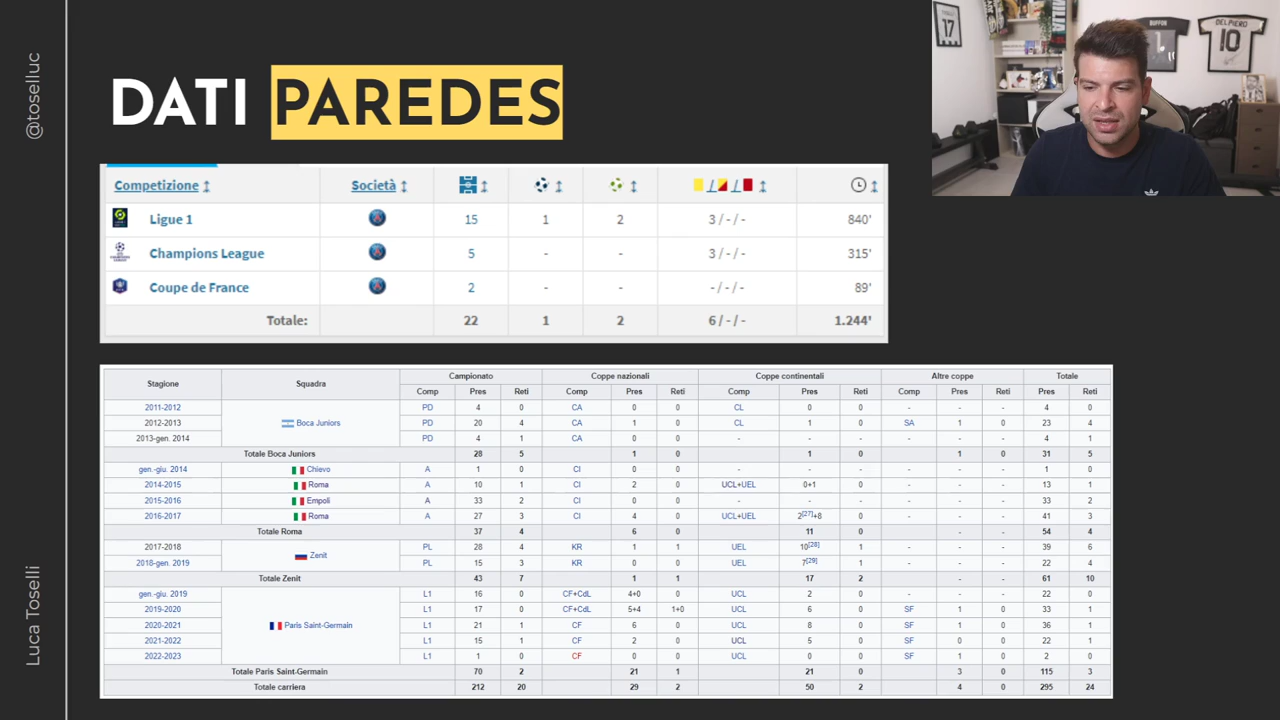 @toselluc
Luca Toselli
DATI PAREDES
Competizione Società
Ligue 1 15 1 2 3 / - / - 840'
Champions League 5 - - 3 / - / - 315'
Coupe de France 2 - - - / - / - 89'
Totale: 22 1 2 6 / - / - 1.244'
Stagione Squadra Campionato Coppe nazionali Coppe continentali Altre coppe Totale
Comp Pres Reti Comp Pres Reti Comp Pres Reti Comp Pres Reti Pres Reti
2011-2012 PD 4 0 CA 0 0 CL 0 0 - - - 4 0
2012-2013 Boca Juniors PD 20 4 CA 1 0 CL 1 0 SA 1 0 23 4
2013-gen. 2014 PD 4 1 CA 0 0 - - - - - - 4 1
Totale Boca Juniors 28 5 1 0 1 0 1 0 31 5
gen.-giu. 2014 Chievo A 1 0 CI 0 0 - - - - - - 1 0
2014-2015 Roma A 10 1 CI 2 0 UCL+UEL 0+1 0 - - - 13 1
2015-2016 Empoli A 33 2 CI 0 0 - - - - - - 33 2
2016-2017 Roma A 27 3 CI 4 0 UCL+UEL 2[27]+8 0 - - - 41 3
Totale Roma 37 4 6 0 11 0 - - 54 4
2017-2018 Zenit PL 28 4 KR 1 1 UEL 10[28] 1 - - - 39 6
2018-gen. 2019 PL 15 3 KR 0 0 UEL 7[29] 1 - - - 22 4
Totale Zenit 43 7 1 1 17 2 - - 61 10
gen.-giu. 2019 L1 16 0 CF+CdL 4+0 0 UCL 2 0 - - - 22 0
2019-2020 L1 17 0 CF+CdL 5+4 1+0 UCL 6 0 SF 1 0 33 1
2020-2021 Paris Saint-Germain L1 21 1 CF 6 0 UCL 8 0 SF 1 0 36 1
2021-2022 L1 15 1 CF 2 0 UCL 5 0 SF 0 0 22 1
2022-2023 L1 1 0 CF 0 0 UCL 0 0 SF 1 0 2 0
Totale Paris Saint-Germain 70 2 21 1 21 0 3 0 115 3
Totale carriera 212 20 29 2 50 2 4 0 295 24
17
BUFFON
1
DEL PIERO
10